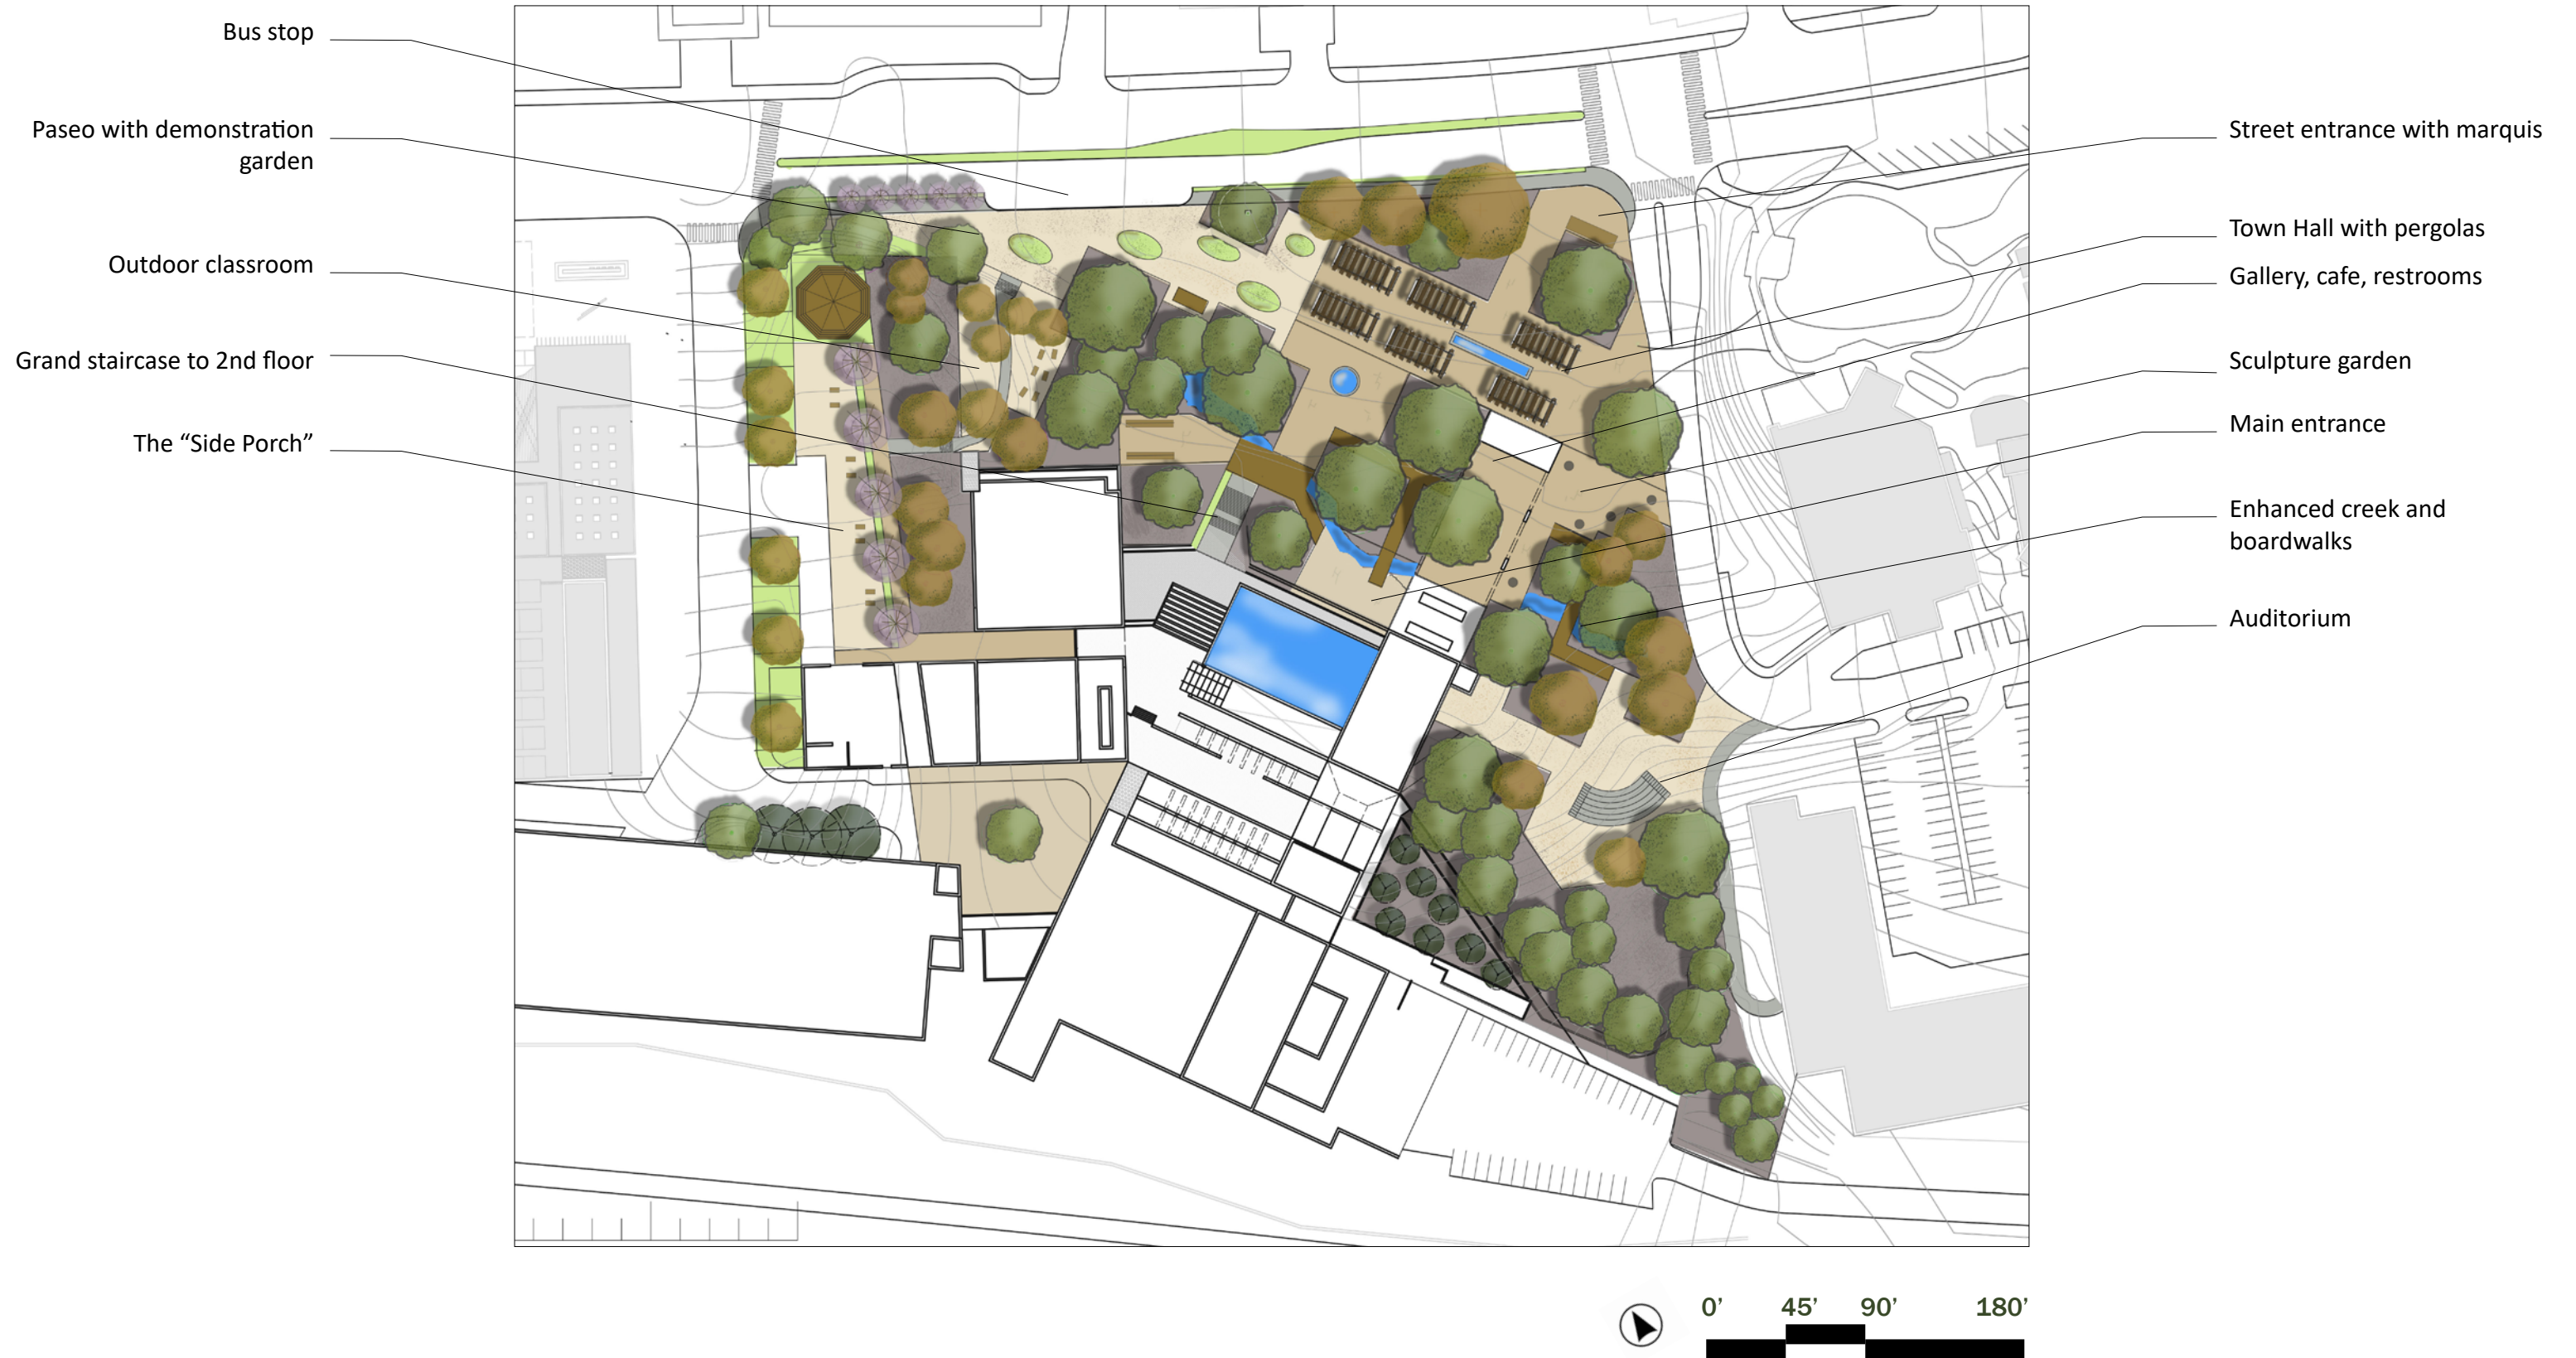 Bus stop
Paseo with demonstration
garden
Outdoor classroom
Grand staircase to 2nd floor
The “Side Porch”
Street entrance with marquis
Town Hall with pergolas
Gallery, cafe, restrooms
Sculpture garden
Main entrance
Enhanced creek and
boardwalks
Auditorium
0’ 45’ 90’ 180’